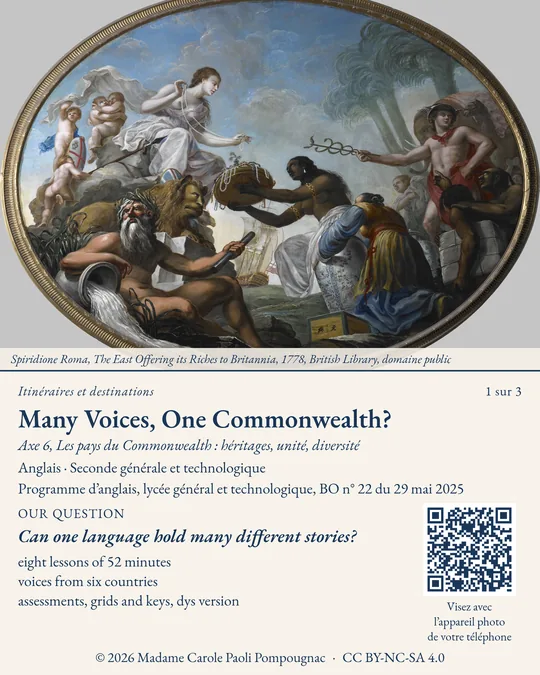 Spiridione Roma, The East Offering its Riches to Britannia, 1778, British Library, domaine public
Itinéraires et destinations
1 sur 3
Many Voices, One Commonwealth?
Axe 6, Les pays du Commonwealth : héritages, unité, diversité
Anglais · Seconde générale et technologique
Programme d’anglais, lycée général et technologique, BO n° 22 du 29 mai 2025
OUR QUESTION
Can one language hold many different stories?
eight lessons of 52 minutes
voices from six countries
assessments, grids and keys, dys version
Visez avec
l’appareil photo
de votre téléphone
© 2026 Madame Carole Paoli Pompougnac · CC BY-NC-SA 4.0